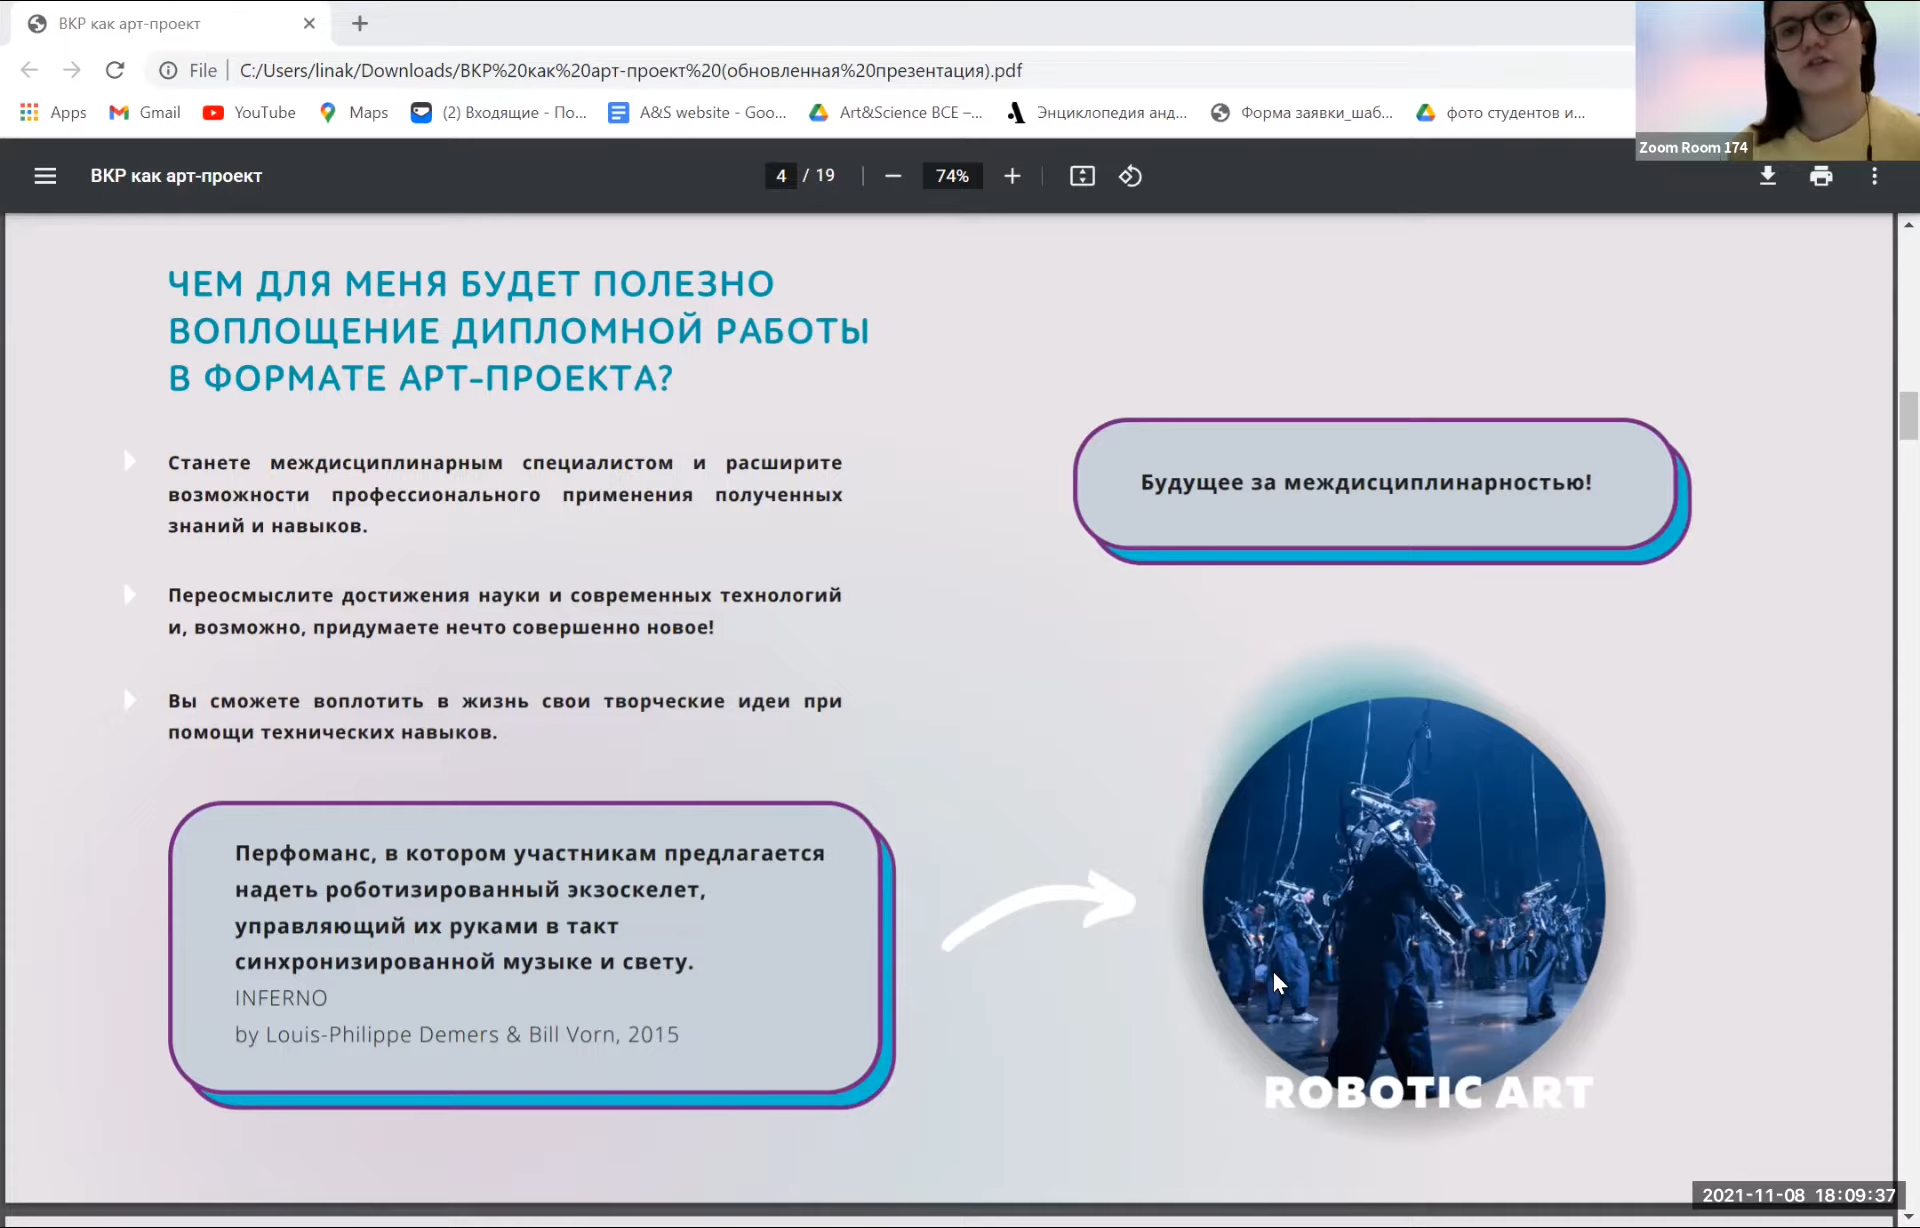 ВКР как арт-проект
File
C:/Users/linak/Downloads/ВКР%20как%20арт-проект%20(обновленная%20презентация).pdf
Apps
Gmail
YouTube
Maps
(2) Входящие - По...
A&S website - Goo...
Art&Science ВСЕ –...
Энциклопедия анд...
Форма заявки_шаб...
фото студентов и...
Zoom Room 174
ВКР как арт-проект
4 / 19
74%
ЧЕМ ДЛЯ МЕНЯ БУДЕТ ПОЛЕЗНО
ВОПЛОЩЕНИЕ ДИПЛОМНОЙ РАБОТЫ
В ФОРМАТЕ АРТ-ПРОЕКТА?
Станете междисциплинарным специалистом и расширите
возможности профессионального применения полученных
знаний и навыков.
Переосмыслите достижения науки и современных технологий
и, возможно, придумаете нечто совершенно новое!
Вы сможете воплотить в жизнь свои творческие идеи при
помощи технических навыков.
Будущее за междисциплинарностью!
Перфоманс, в котором участникам предлагается
надеть роботизированный экзоскелет,
управляющий их руками в такт
синхронизированной музыке и свету.
INFERNO
by Louis-Philippe Demers & Bill Vorn, 2015
ROBOTIC ART
2021-11-08 18:09:37